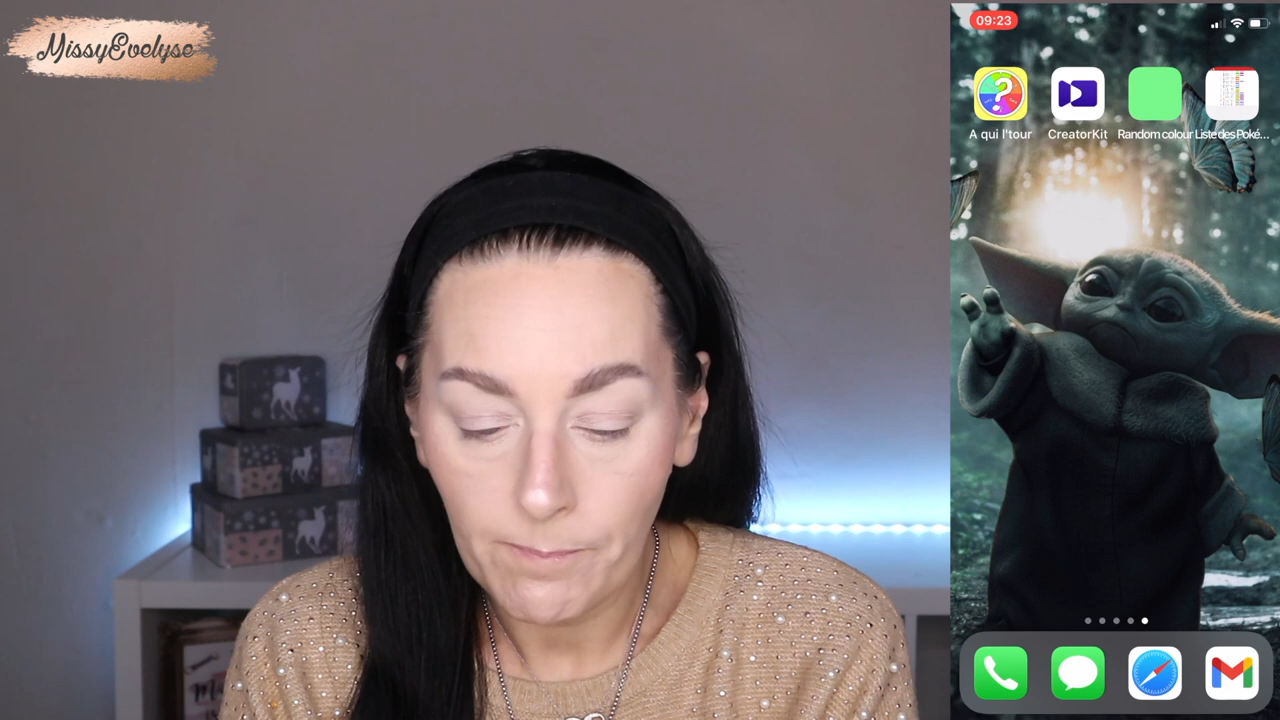 MissyEvelyse
09:23
A qui l'tour
CreatorKit
Random colour
Liste des Poké...